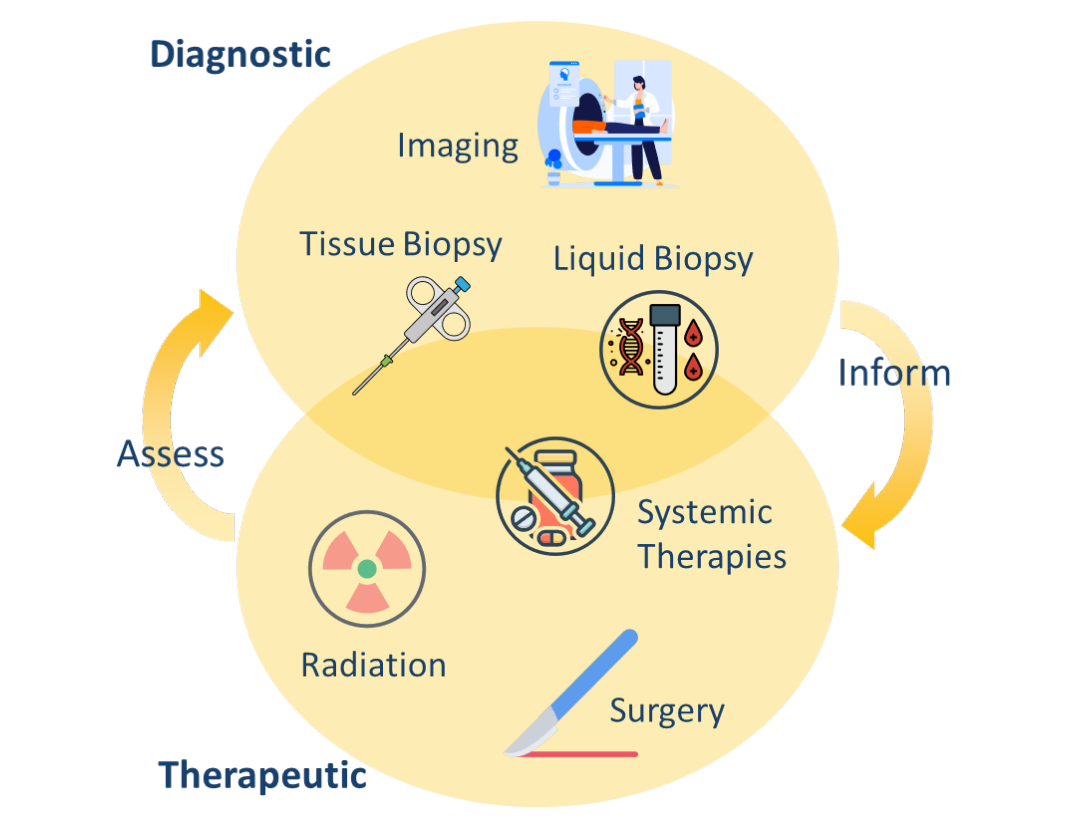 Diagnostic
Imaging
Tissue Biopsy
Liquid Biopsy
Inform
Assess
Systemic
Therapies
Radiation
Surgery
Therapeutic